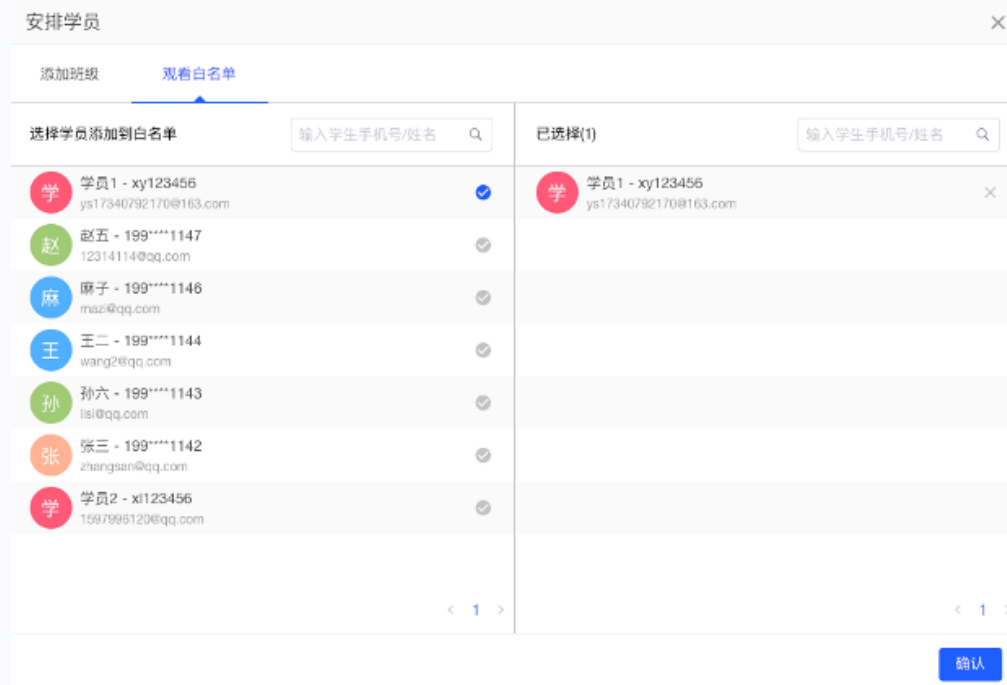 安排学员
添加班级
观看白名单
选择学员添加到白名单
输入学生手机号/姓名
已选择(1)
输入学生手机号/姓名
学
学员1 - xy123456
ys17340792170@163.com
学
学员1 - xy123456
ys17340792170@163.com
赵
赵五 - 199****1147
12314114@qq.com
麻
麻子 - 199****1146
mazi@qq.com
王
王二 - 199****1144
wang2@qq.com
孙
孙六 - 199****1143
lisi@qq.com
张
张三 - 199****1142
zhangsan@qq.com
学
学员2 - xl123456
1597996120@qq.com
1
1
确认